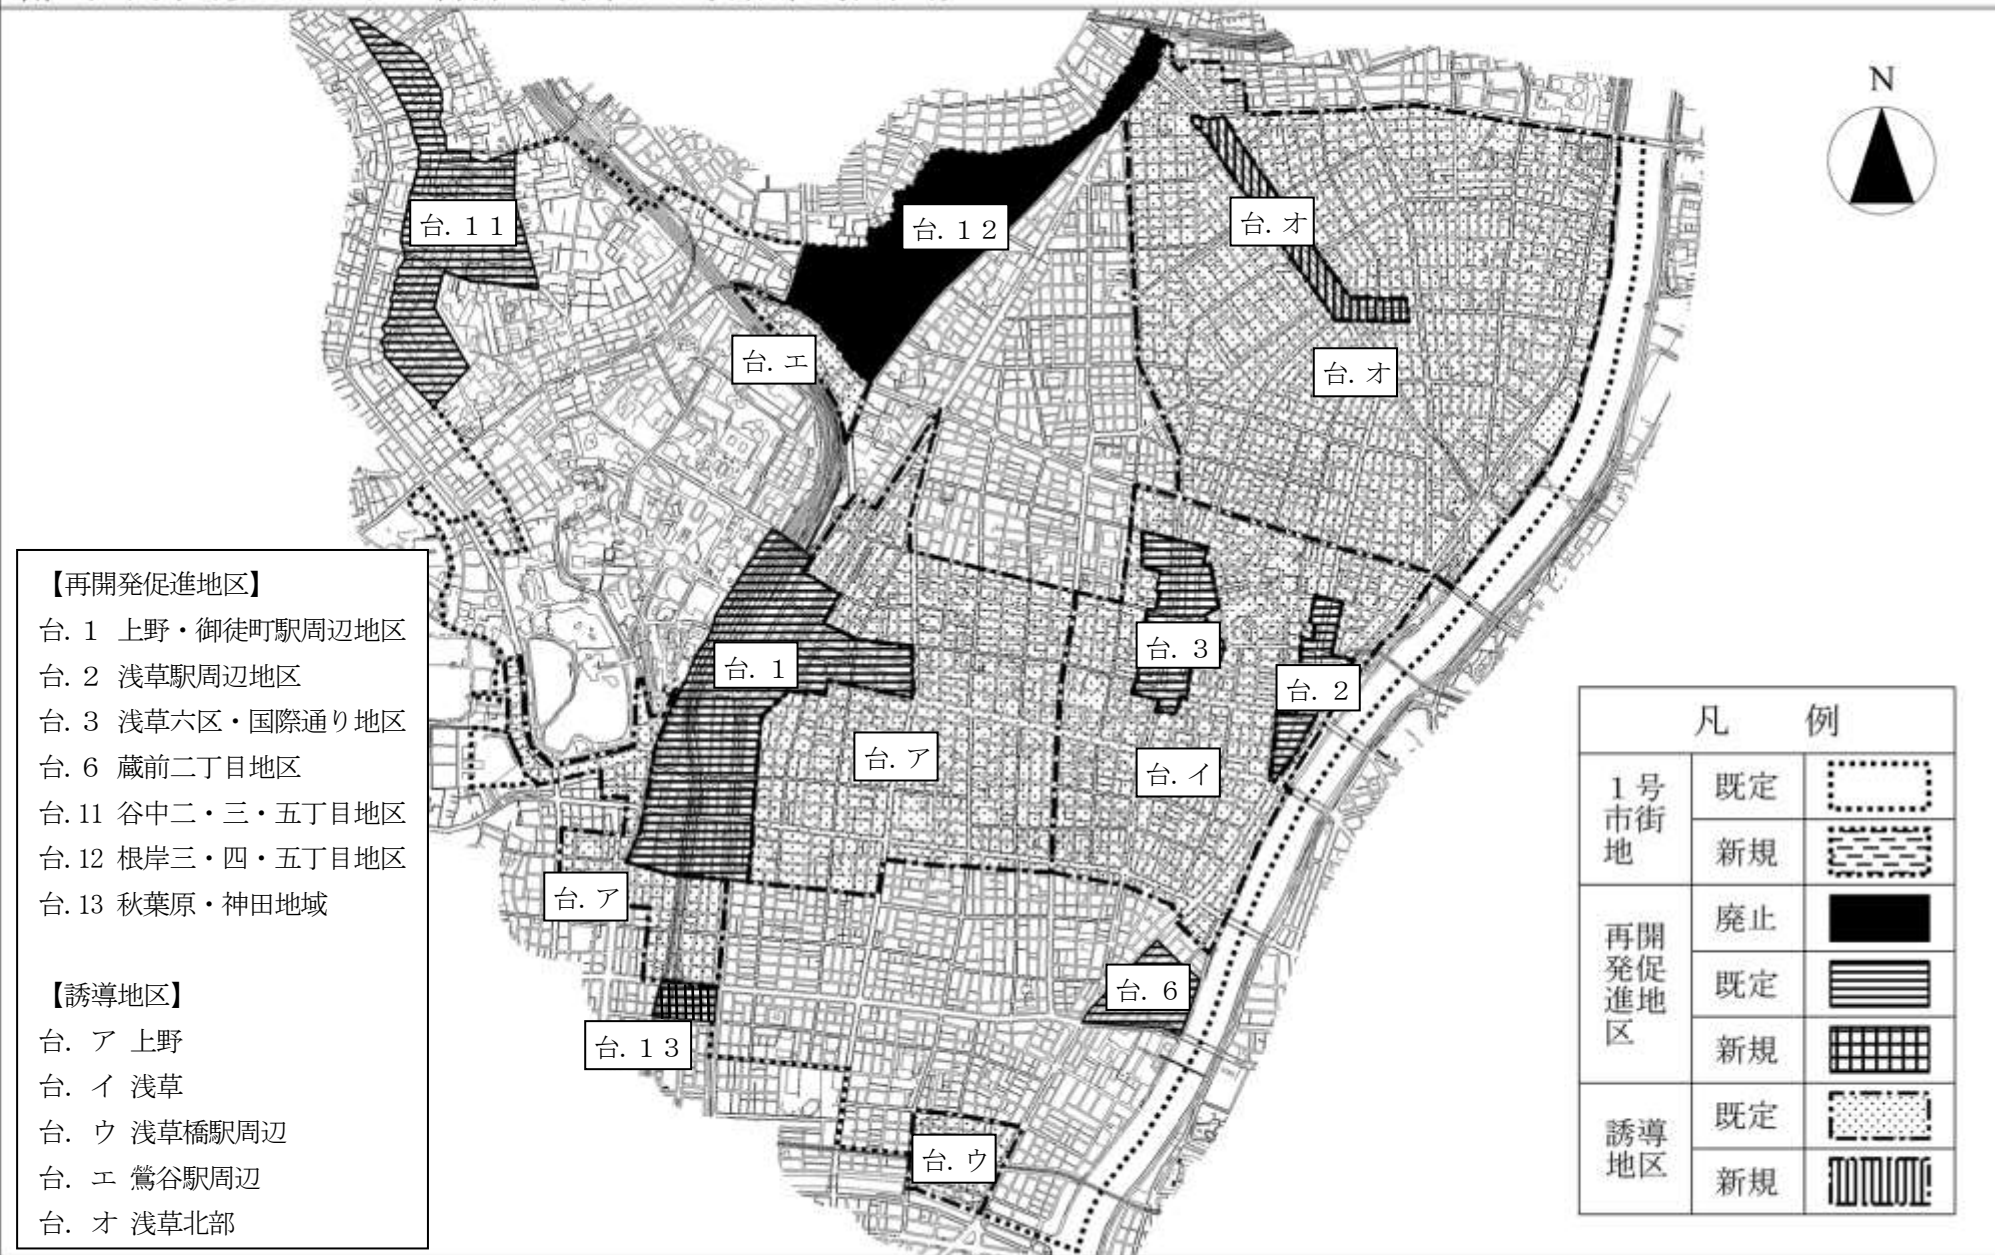 N
台. 11
台. 12
台. オ
台. エ
台. オ
台. 3
台. 1
台. 2
台. ア
台. イ
台. ア
台. 6
台. 13
台. ウ
【再開発促進地区】
台. 1 上野・御徒町駅周辺地区
台. 2 浅草駅周辺地区
台. 3 浅草六区・国際通り地区
台. 6 蔵前二丁目地区
台. 11 谷中二・三・五丁目地区
台. 12 根岸三・四・五丁目地区
台. 13 秋葉原・神田地域
【誘導地区】
台. ア 上野
台. イ 浅草
台. ウ 浅草橋駅周辺
台. エ 鶯谷駅周辺
台. オ 浅草北部
凡 例
1号市街地
既定
新規
再開発促進地区
廃止
既定
新規
誘導地区
既定
新規